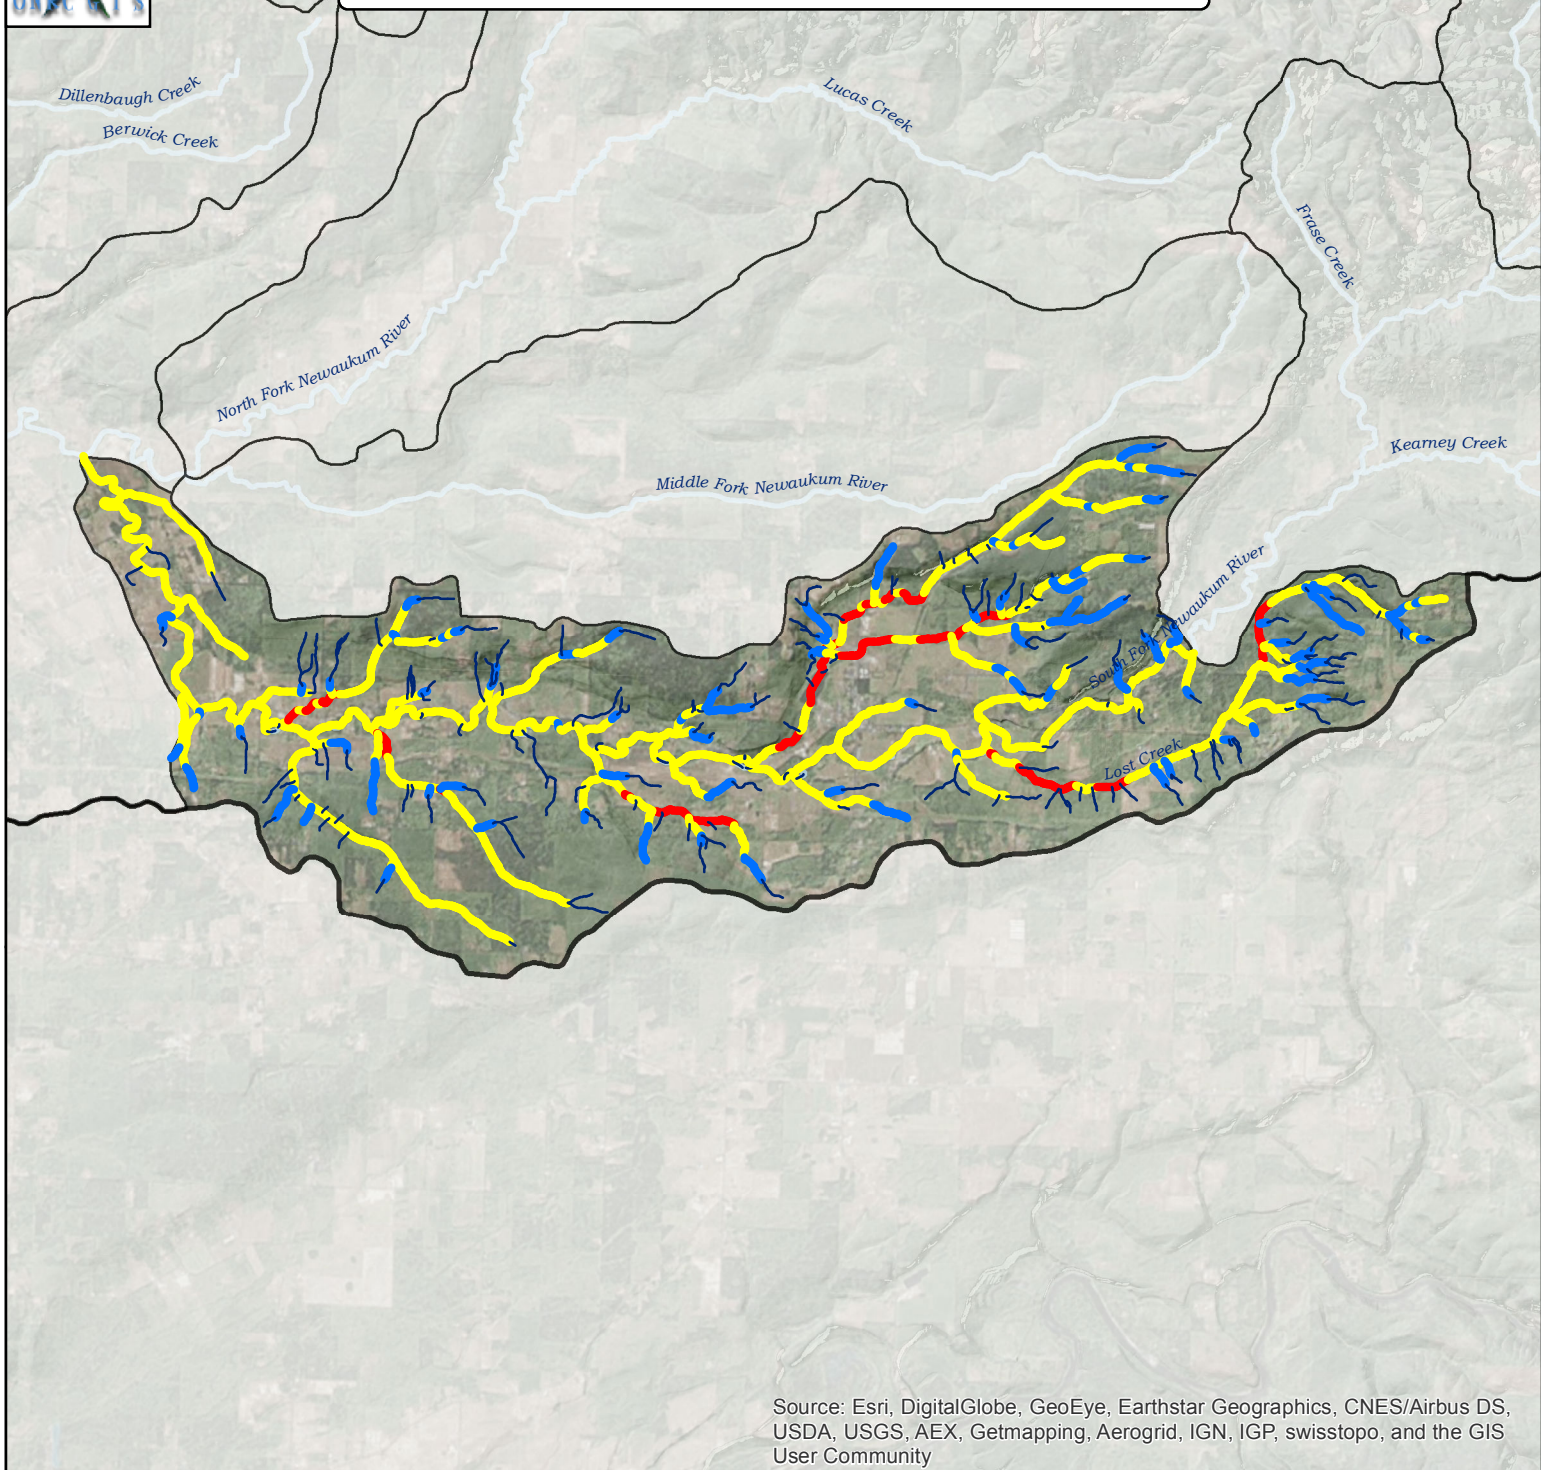 Dillenbaugh Creek
Berwick Creek
Lucas Creek
Frase Creek
North Fork Newaukum River
Kearney Creek
Middle Fork Newaukum River
South Fork Newaukum River
Lost Creek
Source: Esri, DigitalGlobe, GeoEye, Earthstar Geographics, CNES/Airbus DS,
USDA, USGS, AEX, Getmapping, Aerogrid, IGN, IGP, swisstopo, and the GIS
User Community